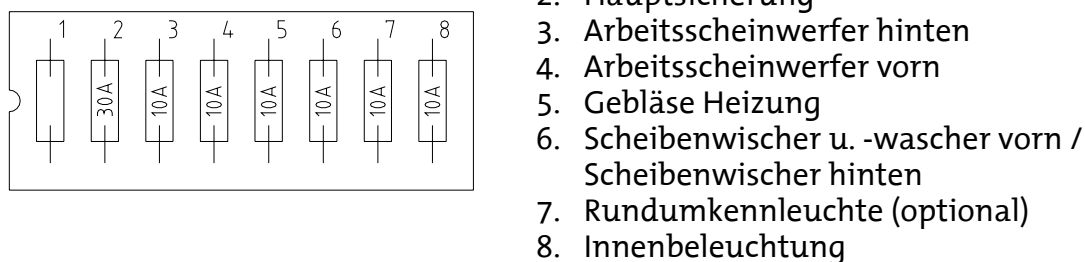 1 2 3 4 5 6 7 8
30A 10A 10A 10A 10A 10A 10A
2. Hauptsicherung
3. Arbeitsscheinwerfer hinten
4. Arbeitsscheinwerfer vorn
5. Gebläse Heizung
6. Scheibenwischer u. -wascher vorn /
Scheibenwischer hinten
7. Rundumkennleuchte (optional)
8. Innenbeleuchtung